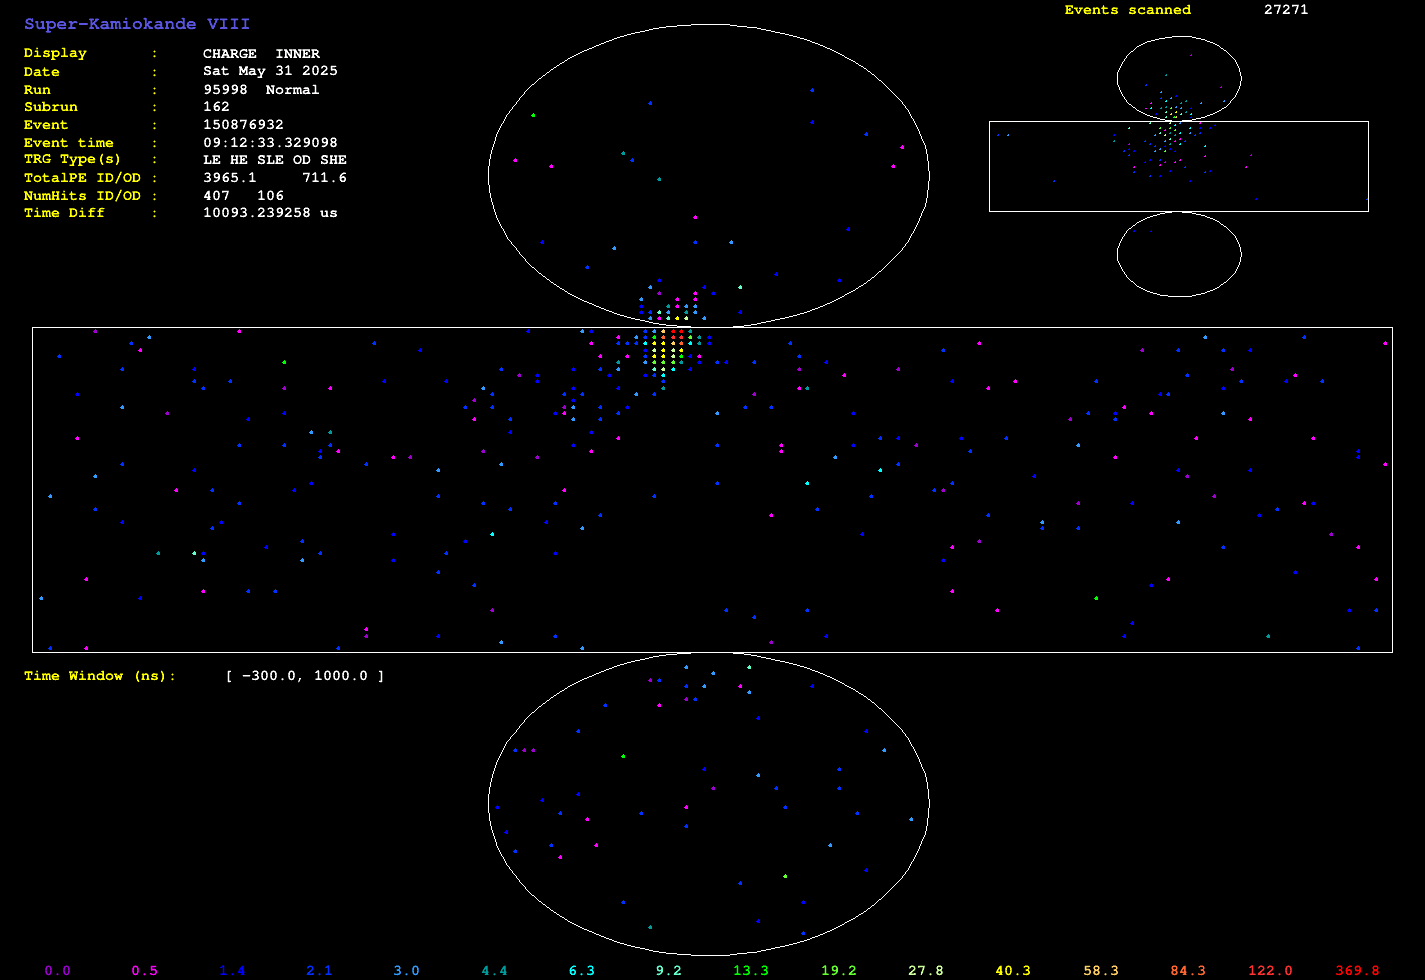 Super-Kamiokande VIII
Events scanned 27271
Display : CHARGE INNER
Date : Sat May 31 2025
Run : 95998 Normal
Subrun : 162
Event : 150876932
Event time : 09:12:33.329098
TRG Type(s) : LE HE SLE OD SHE
TotalPE ID/OD : 3965.1 711.6
NumHits ID/OD : 407 106
Time Diff : 10093.239258 us
Time Window (ns): [ -300.0, 1000.0 ]
0.0 0.5 1.4 2.1 3.0 4.4 6.3 9.2 13.3 19.2 27.8 40.3 58.3 84.3 122.0 369.8